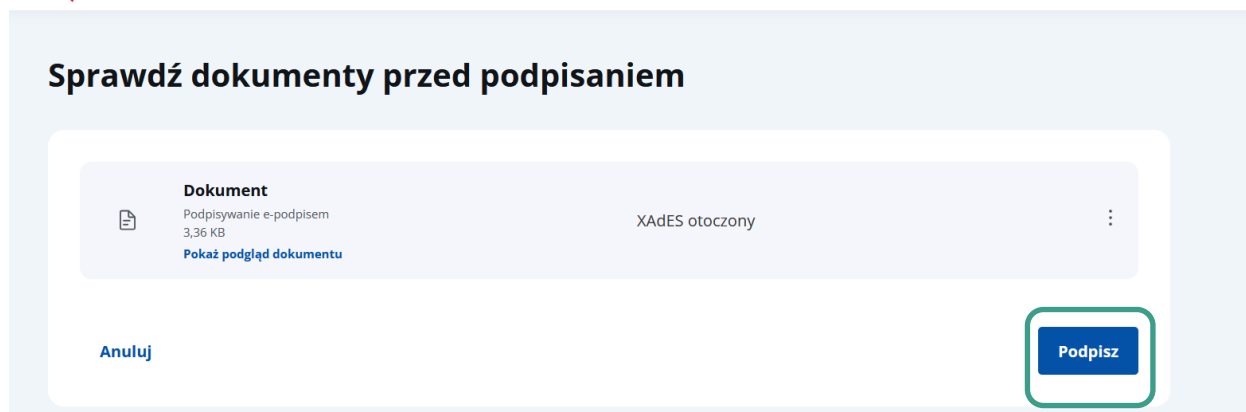 Sprawdź dokumenty przed podpisaniem
Dokument
Podpisywanie e-podpisem
3,36 KB
Pokaż podgląd dokumentu
XAdES otoczony
Anuluj
Podpisz